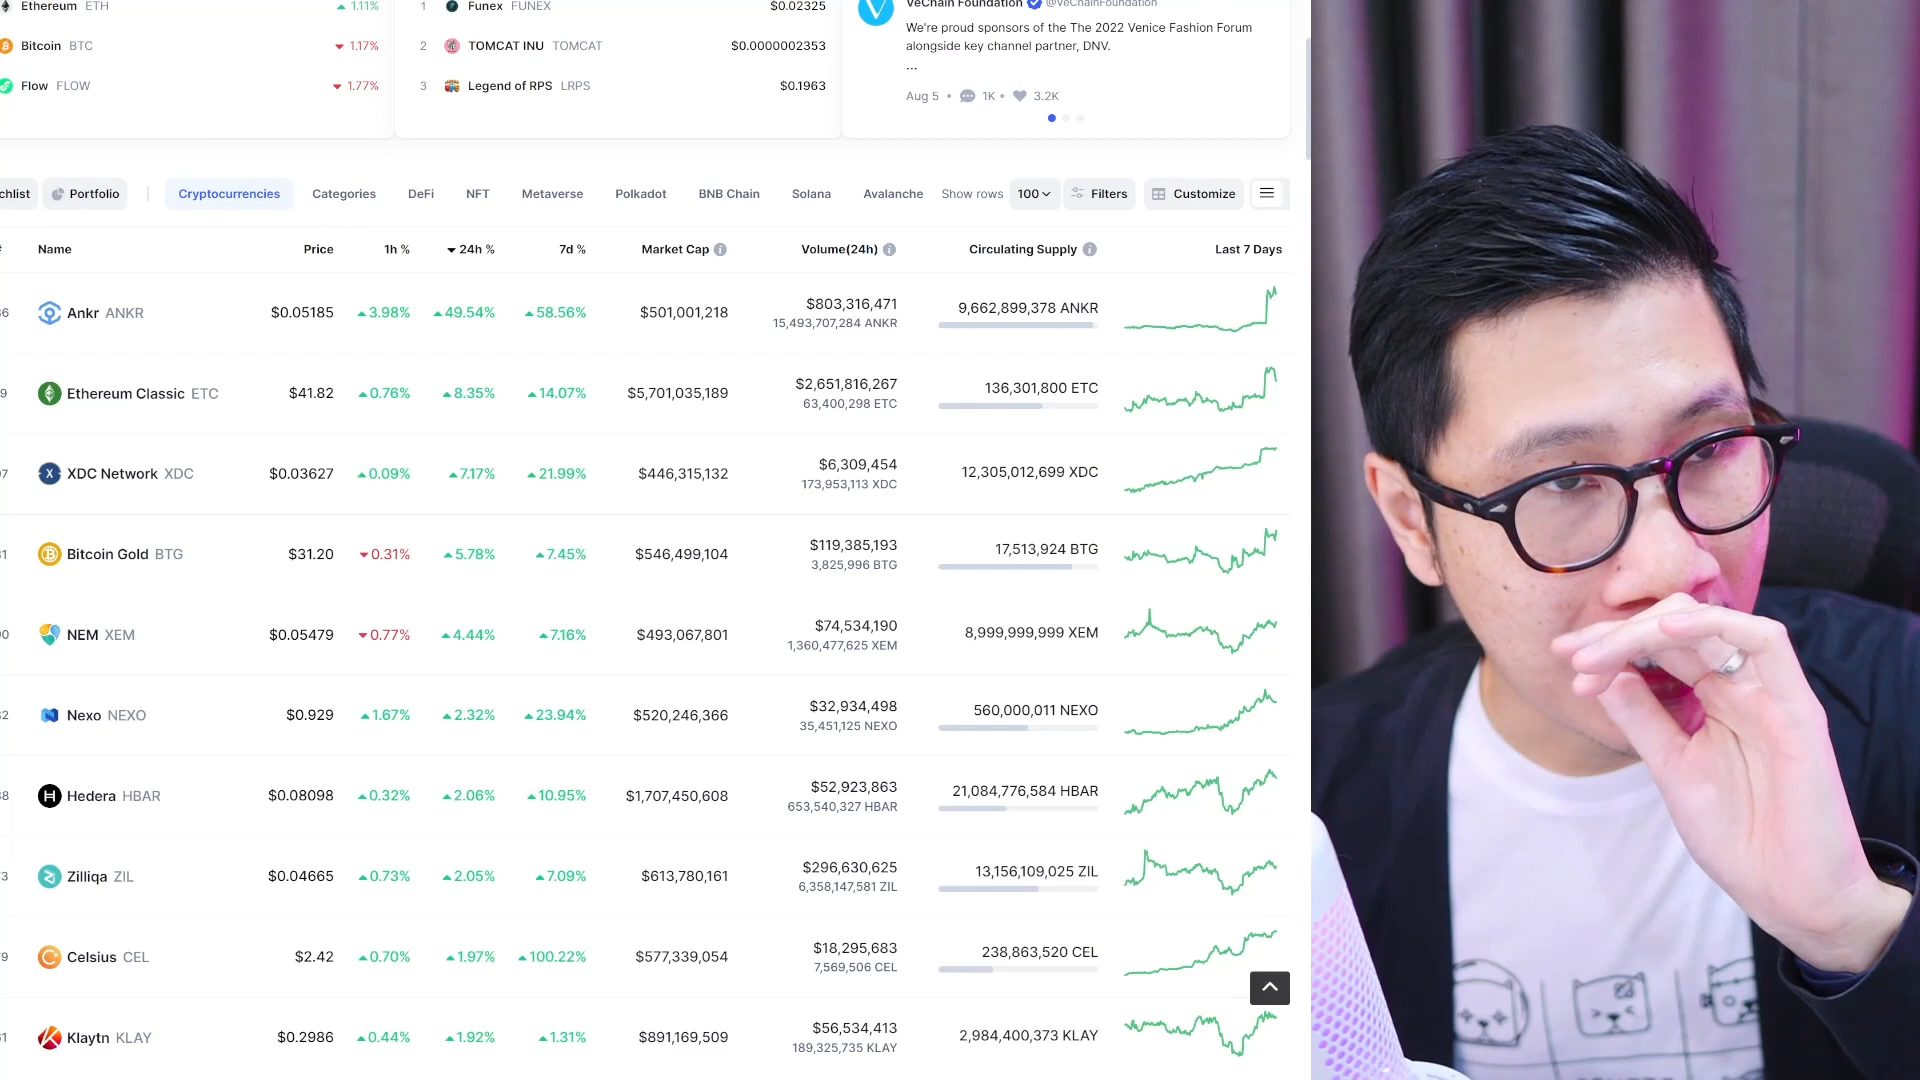 Ethereum ETH 1.11%
Bitcoin BTC 1.17%
Flow FLOW 1.77%
1 Funex FUNEX $0.02325
2 TOMCAT INU TOMCAT $0.0000002353
3 Legend of RPS LRPS $0.1963
VeChain Foundation @VeChainFoundation
We're proud sponsors of the The 2022 Venice Fashion Forum
alongside key channel partner, DNV.
...
Aug 5 • 1K • 3.2K
chlist Portfolio Cryptocurrencies Categories DeFi NFT Metaverse Polkadot BNB Chain Solana Avalanche Show rows 100 Filters Customize
# Name Price 1h % 24h % 7d % Market Cap Volume(24h) Circulating Supply Last 7 Days
6 Ankr ANKR $0.05185 3.98% 49.54% 58.56% $501,001,218 $803,316,471 9,662,899,378 ANKR
15,493,707,284 ANKR
9 Ethereum Classic ETC $41.82 0.76% 8.35% 14.07% $5,701,035,189 $2,651,816,267 136,301,800 ETC
63,400,298 ETC
7 XDC Network XDC $0.03627 0.09% 7.17% 21.99% $446,315,132 $6,309,454 12,305,012,699 XDC
173,953,113 XDC
1 Bitcoin Gold BTG $31.20 0.31% 5.78% 7.45% $546,499,104 $119,385,193 17,513,924 BTG
3,825,996 BTG
0 NEM XEM $0.05479 0.77% 4.44% 7.16% $493,067,801 $74,534,190 8,999,999,999 XEM
1,360,477,625 XEM
2 Nexo NEXO $0.929 1.67% 2.32% 23.94% $520,246,366 $32,934,498 560,000,011 NEXO
35,451,125 NEXO
8 Hedera HBAR $0.08098 0.32% 2.06% 10.95% $1,707,450,608 $52,923,863 21,084,776,584 HBAR
653,540,327 HBAR
3 Zilliqa ZIL $0.04665 0.73% 2.05% 7.09% $613,780,161 $296,630,625 13,156,109,025 ZIL
6,358,147,581 ZIL
9 Celsius CEL $2.42 0.70% 1.97% 100.22% $577,339,054 $18,295,683 238,863,520 CEL
7,569,506 CEL
1 Klaytn KLAY $0.2986 0.44% 1.92% 1.31% $891,169,509 $56,534,413 2,984,400,373 KLAY
189,325,735 KLAY